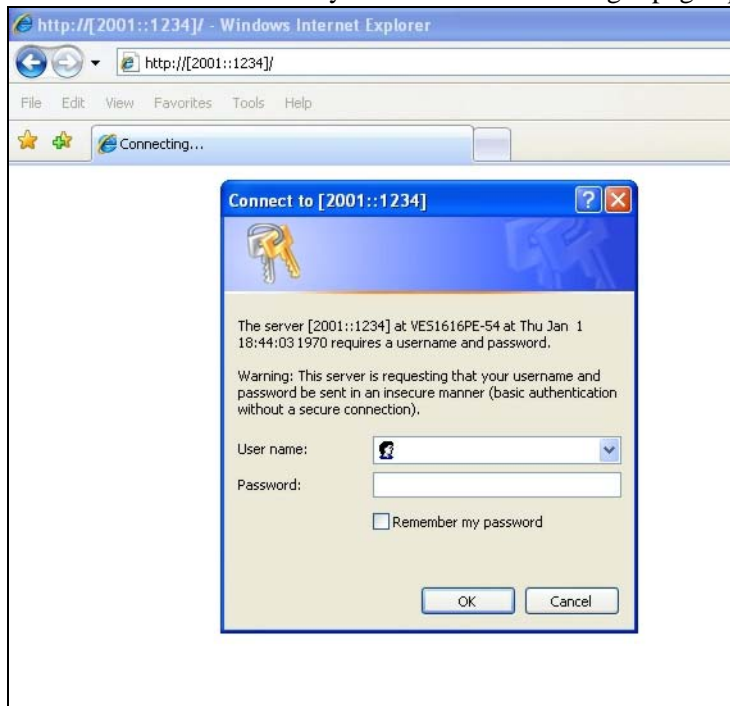 http://[2001::1234]/ - Windows Internet Explorer
http://[2001::1234]/
File Edit View Favorites Tools Help
Connecting...
Connect to [2001::1234]
The server [2001::1234] at VES1616PE-54 at Thu Jan 1
18:44:03 1970 requires a username and password.
Warning: This server is requesting that your username and
password be sent in an insecure manner (basic authentication
without a secure connection).
User name:
Password:
Remember my password
OK Cancel